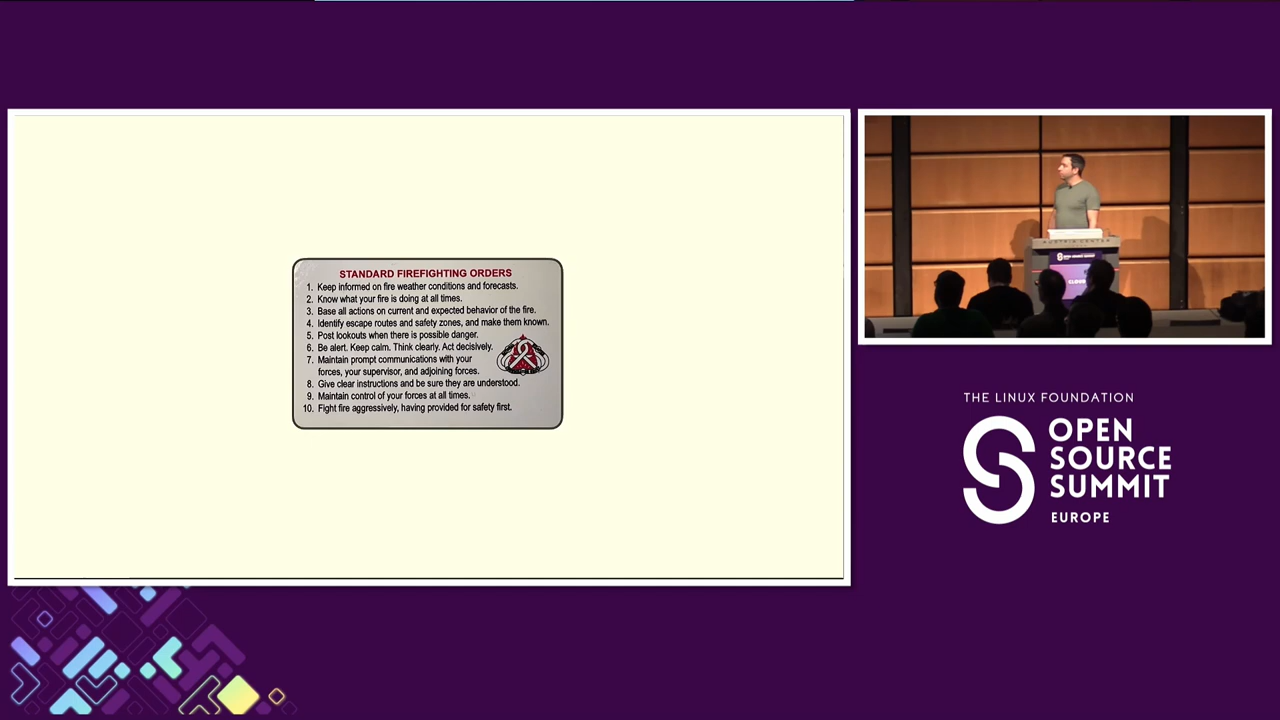 STANDARD FIREFIGHTING ORDERS
1. Keep informed on fire weather conditions and forecasts.
2. Know what your fire is doing at all times.
3. Base all actions on current and expected behavior of the fire.
4. Identify escape routes and safety zones, and make them known.
5. Post lookouts when there is possible danger.
6. Be alert. Keep calm. Think clearly. Act decisively.
7. Maintain prompt communications with your
forces, your supervisor, and adjoining forces.
8. Give clear instructions and be sure they are understood.
9. Maintain control of your forces at all times.
10. Fight fire aggressively, having provided for safety first.
AUSTRIA CENTER
CLOUD
THE LINUX FOUNDATION
OPEN
SOURCE
SUMMIT
EUROPE